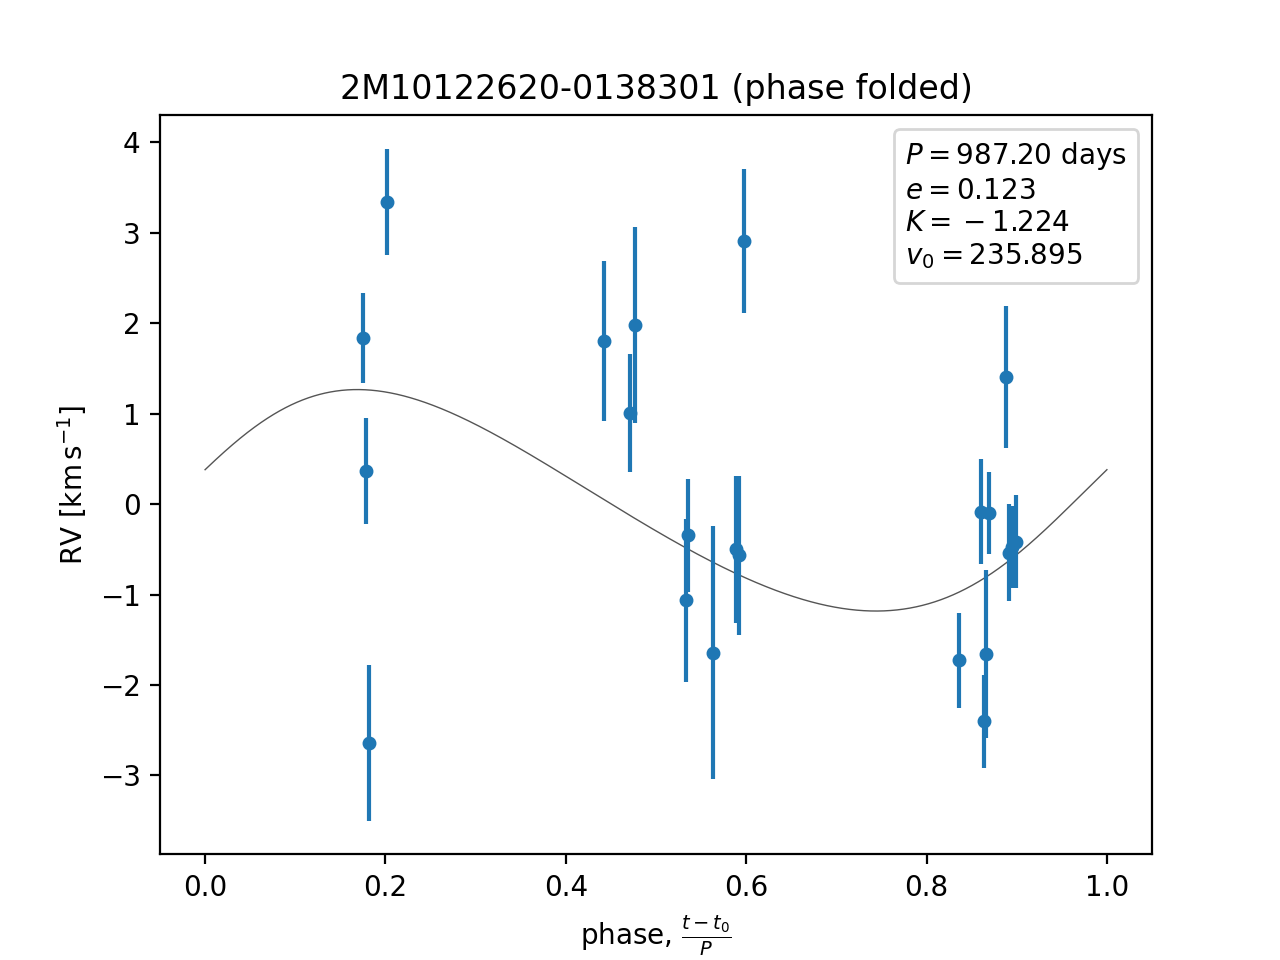 2M10122620-0138301 (phase folded)
P = 987.20 days
e = 0.123
K = −1.224
v₀ = 235.895
4
3
2
1
0
−1
−2
−3
RV [km s⁻¹]
0.0 0.2 0.4 0.6 0.8 1.0
phase, (t − t₀)/P